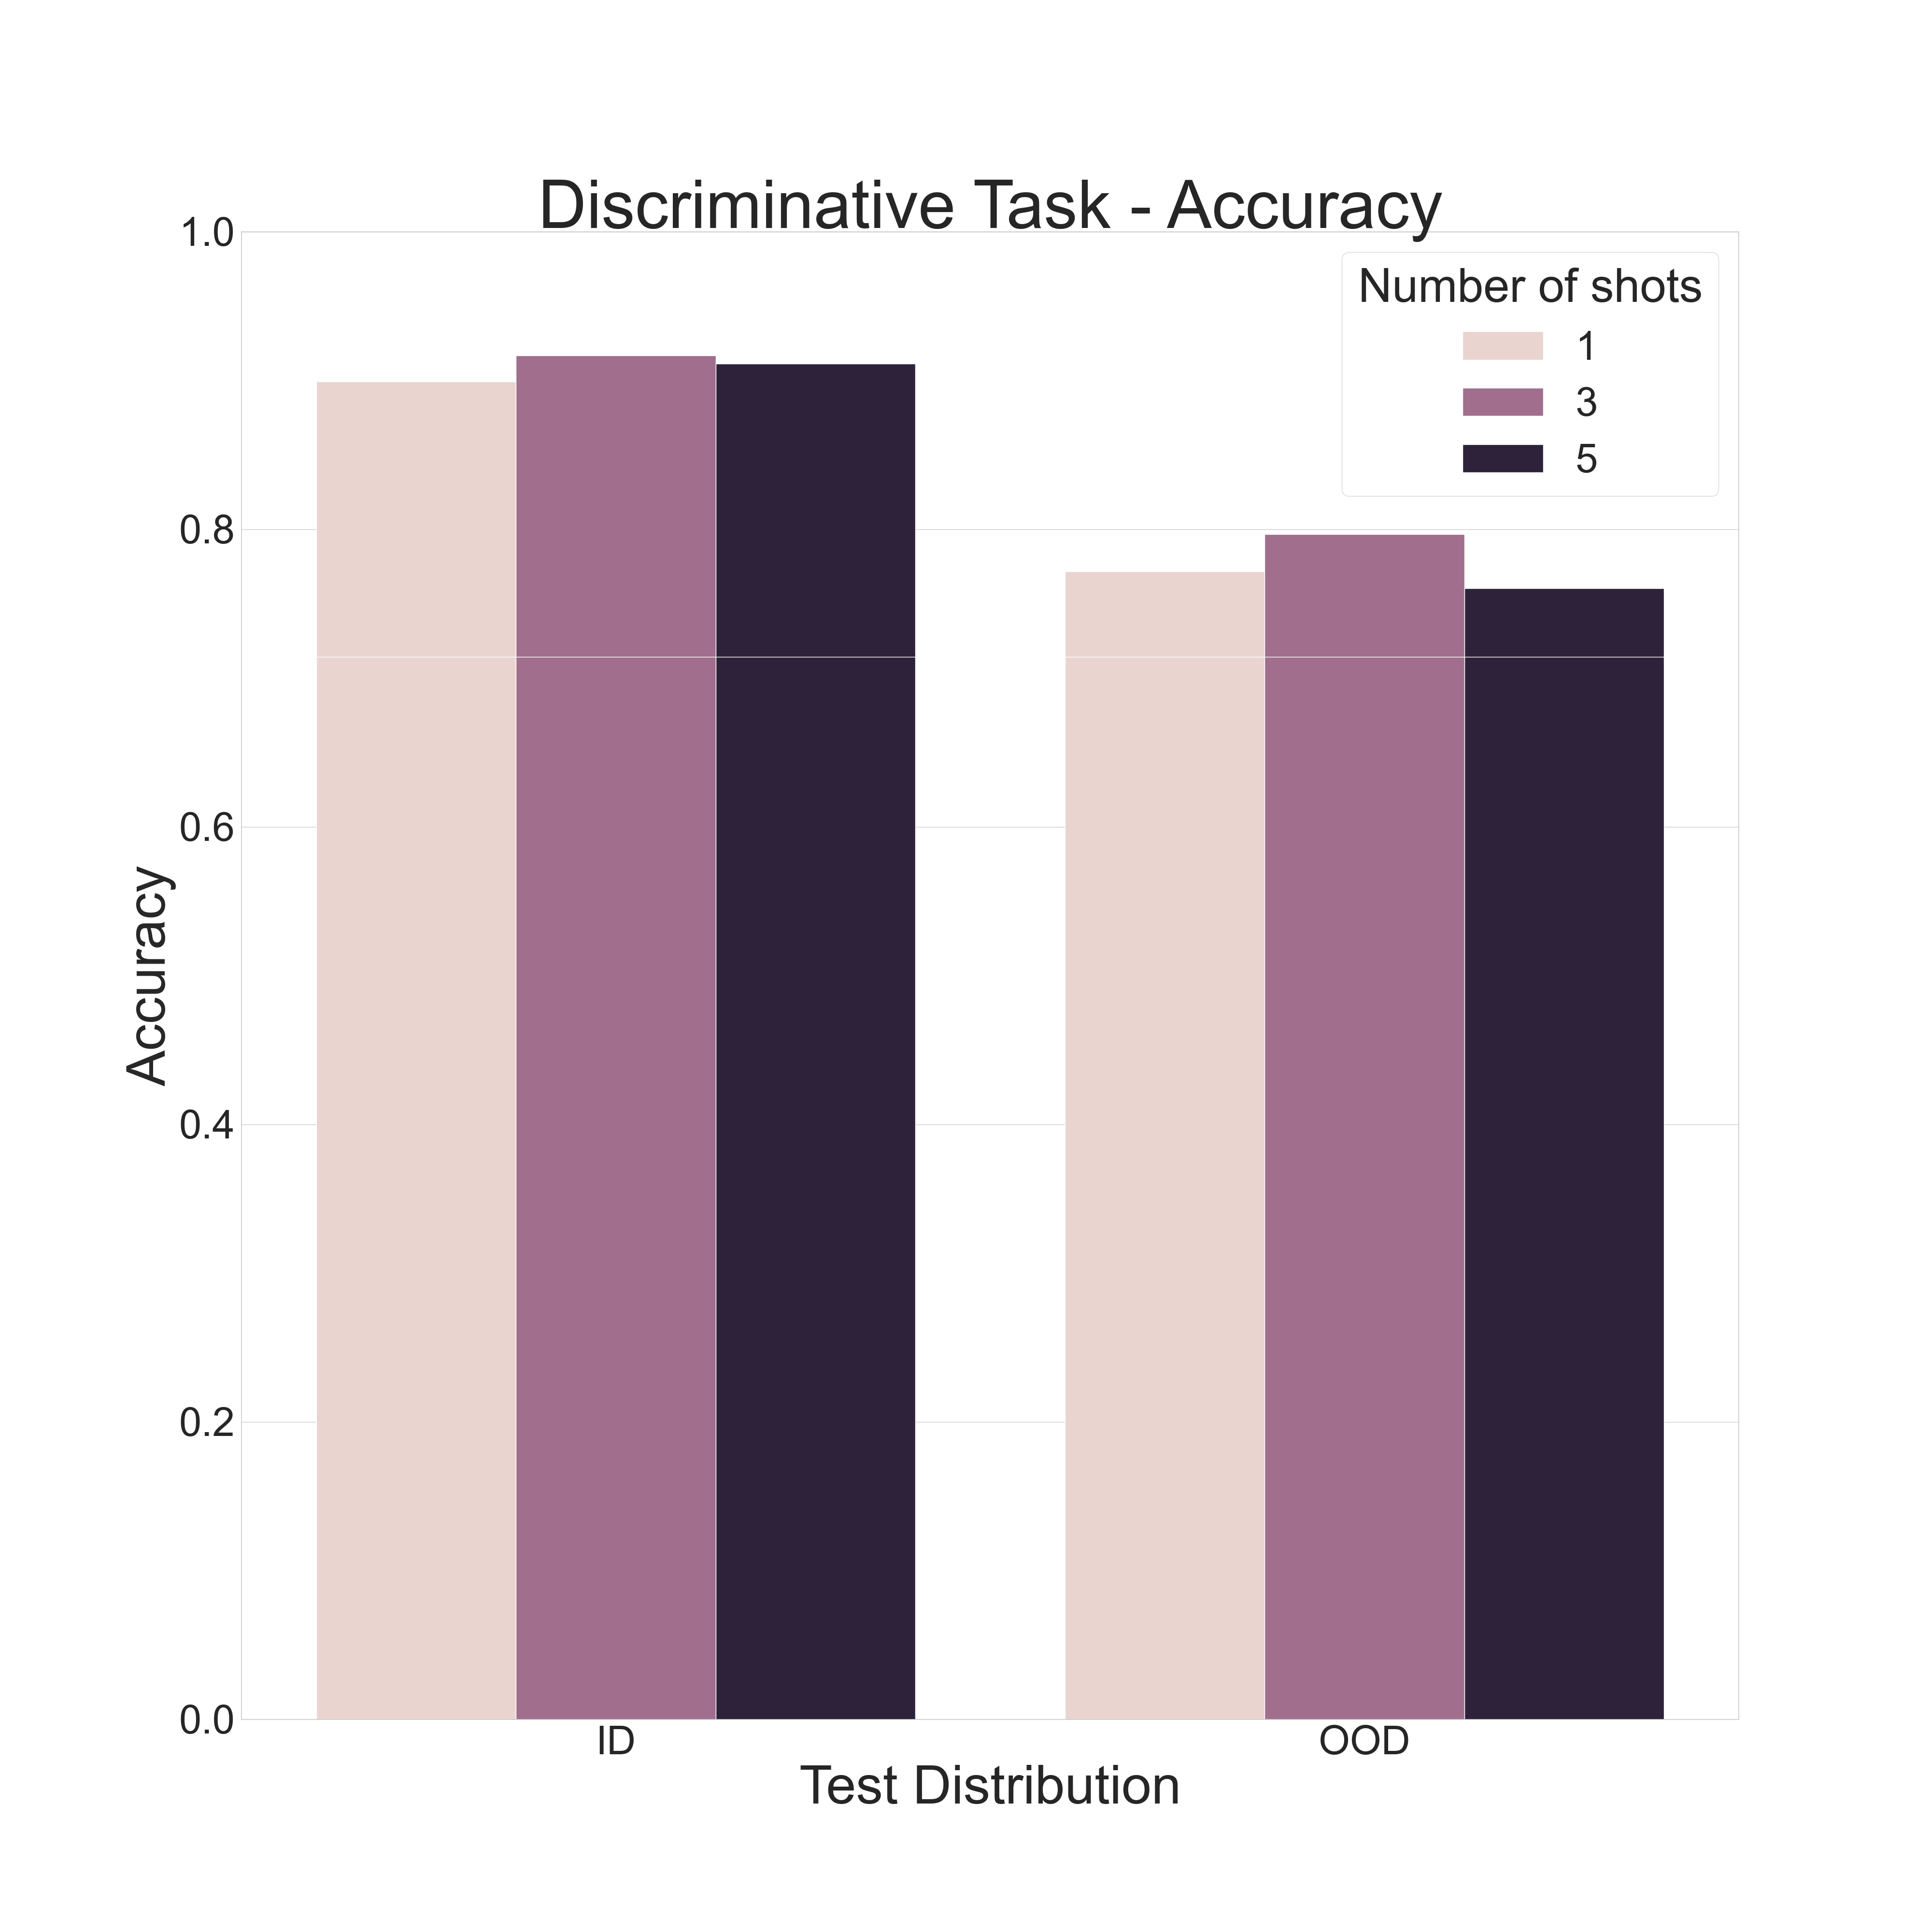 Discriminative Task - Accuracy
1.0
Number of shots
1
3
5
0.8
0.6
Accuracy
0.4
0.2
0.0
ID OOD
Test Distribution